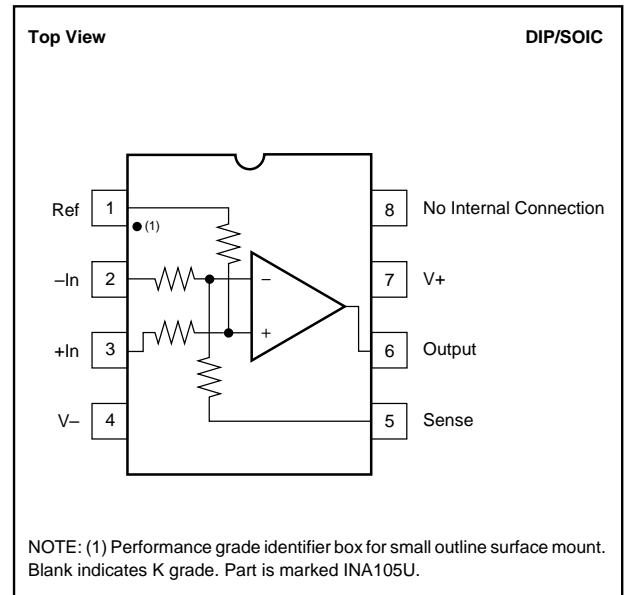 Top View
DIP/SOIC
Ref 1
(1)
8 No Internal Connection
–In 2
–
7 V+
+In 3
+
6 Output
V– 4
5 Sense
NOTE: (1) Performance grade identifier box for small outline surface mount.
Blank indicates K grade. Part is marked INA105U.